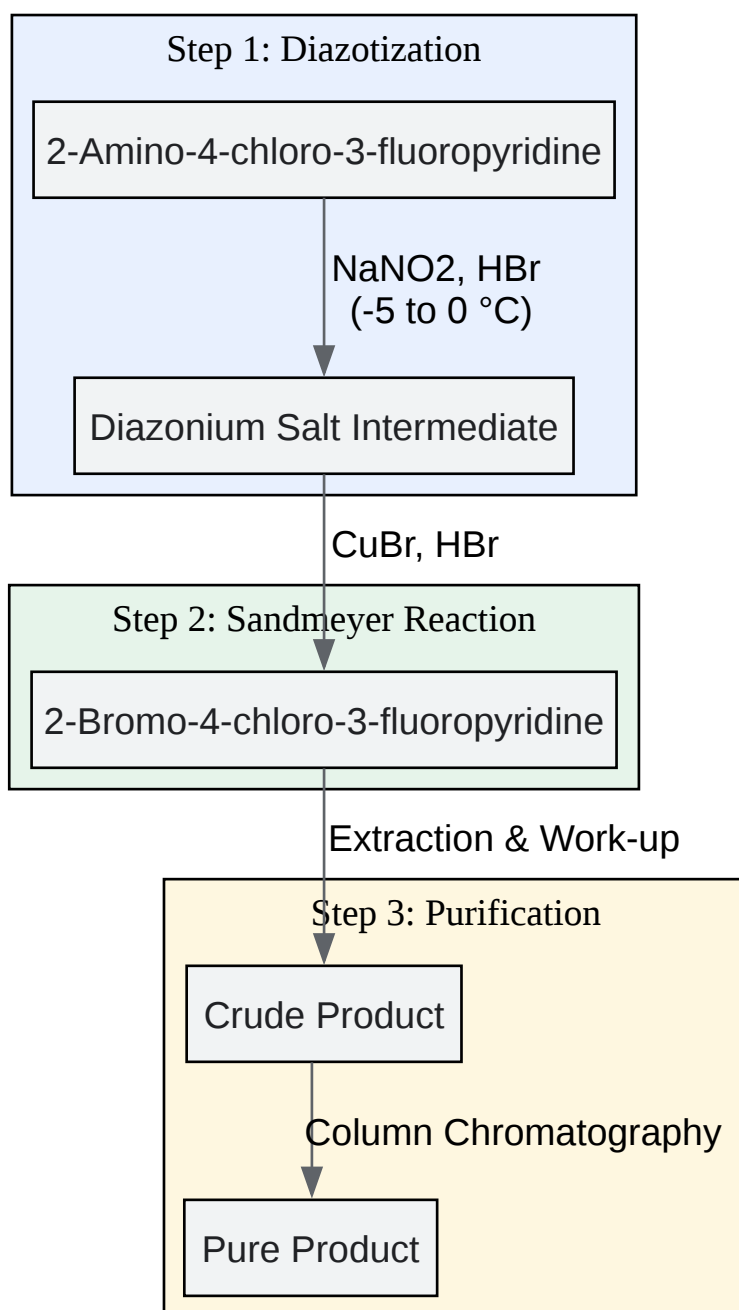 Step 1: Diazotization
2-Amino-4-chloro-3-fluoropyridine
NaNO2, HBr
(-5 to 0 °C)
Diazonium Salt Intermediate
CuBr, HBr
Step 2: Sandmeyer Reaction
2-Bromo-4-chloro-3-fluoropyridine
Extraction & Work-up
Step 3: Purification
Crude Product
Column Chromatography
Pure Product